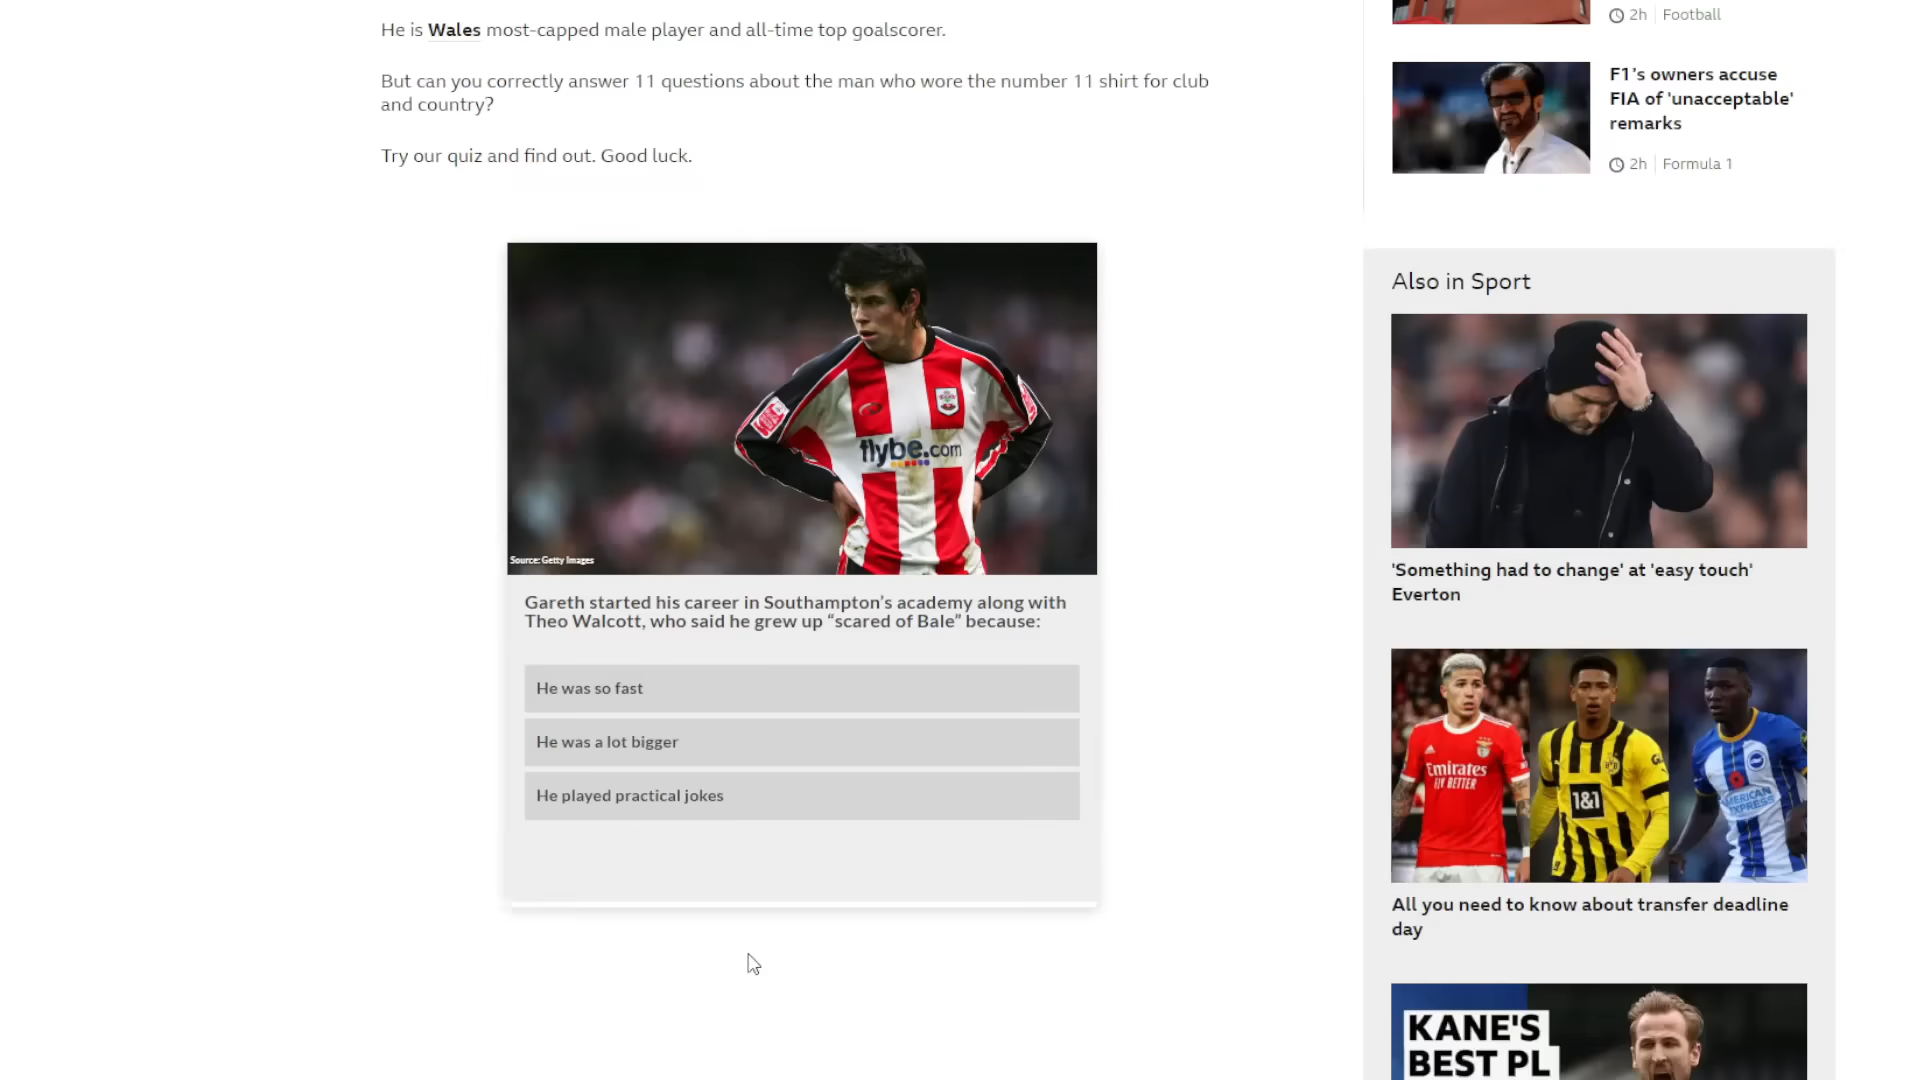 He is Wales most-capped male player and all-time top goalscorer.
But can you correctly answer 11 questions about the man who wore the number 11 shirt for club
and country?
Try our quiz and find out. Good luck.
flybe.com
Source: Getty Images
Gareth started his career in Southampton’s academy along with
Theo Walcott, who said he grew up “scared of Bale” because:
He was so fast
He was a lot bigger
He played practical jokes
2h
Football
F1's owners accuse
FIA of 'unacceptable'
remarks
2h
Formula 1
Also in Sport
'Something had to change' at 'easy touch'
Everton
Emirates
FLY BETTER
1&1
AMERICAN
EXPRESS
All you need to know about transfer deadline
day
KANE'S
BEST PL